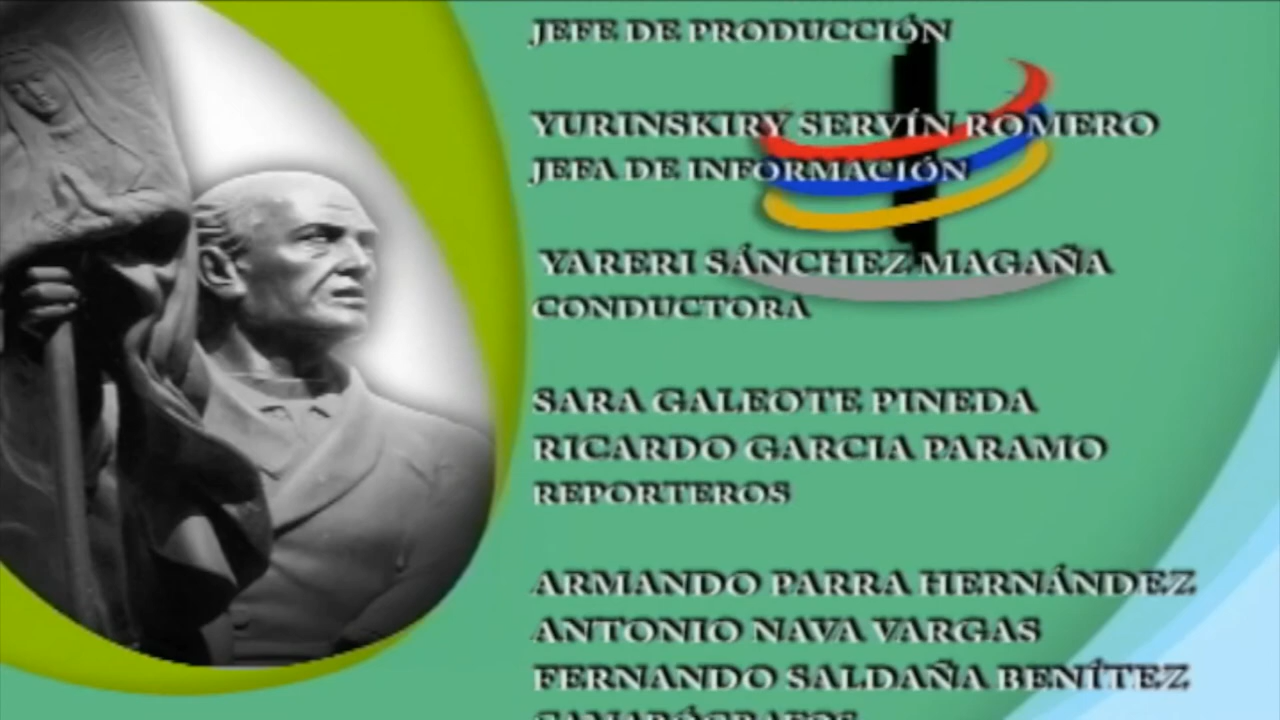 JEFE DE PRODUCCIÓN
YURINSKIRY SERVÍN ROMERO
JEFA DE INFORMACIÓN
YARERI SÁNCHEZ MAGAÑA
CONDUCTORA
SARA GALEOTE PINEDA
RICARDO GARCIA PARAMO
REPORTEROS
ARMANDO PARRA HERNÁNDEZ
ANTONIO NAVA VARGAS
FERNANDO SALDAÑA BENÍTEZ